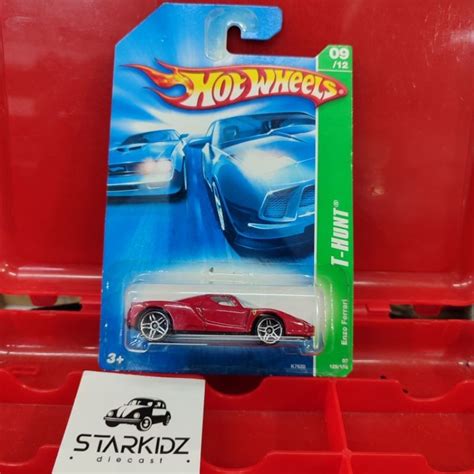 HOT WHEELS
09
/12
T-HUNT®
Enzo Ferrari
3+
STARKIDZ
diecast